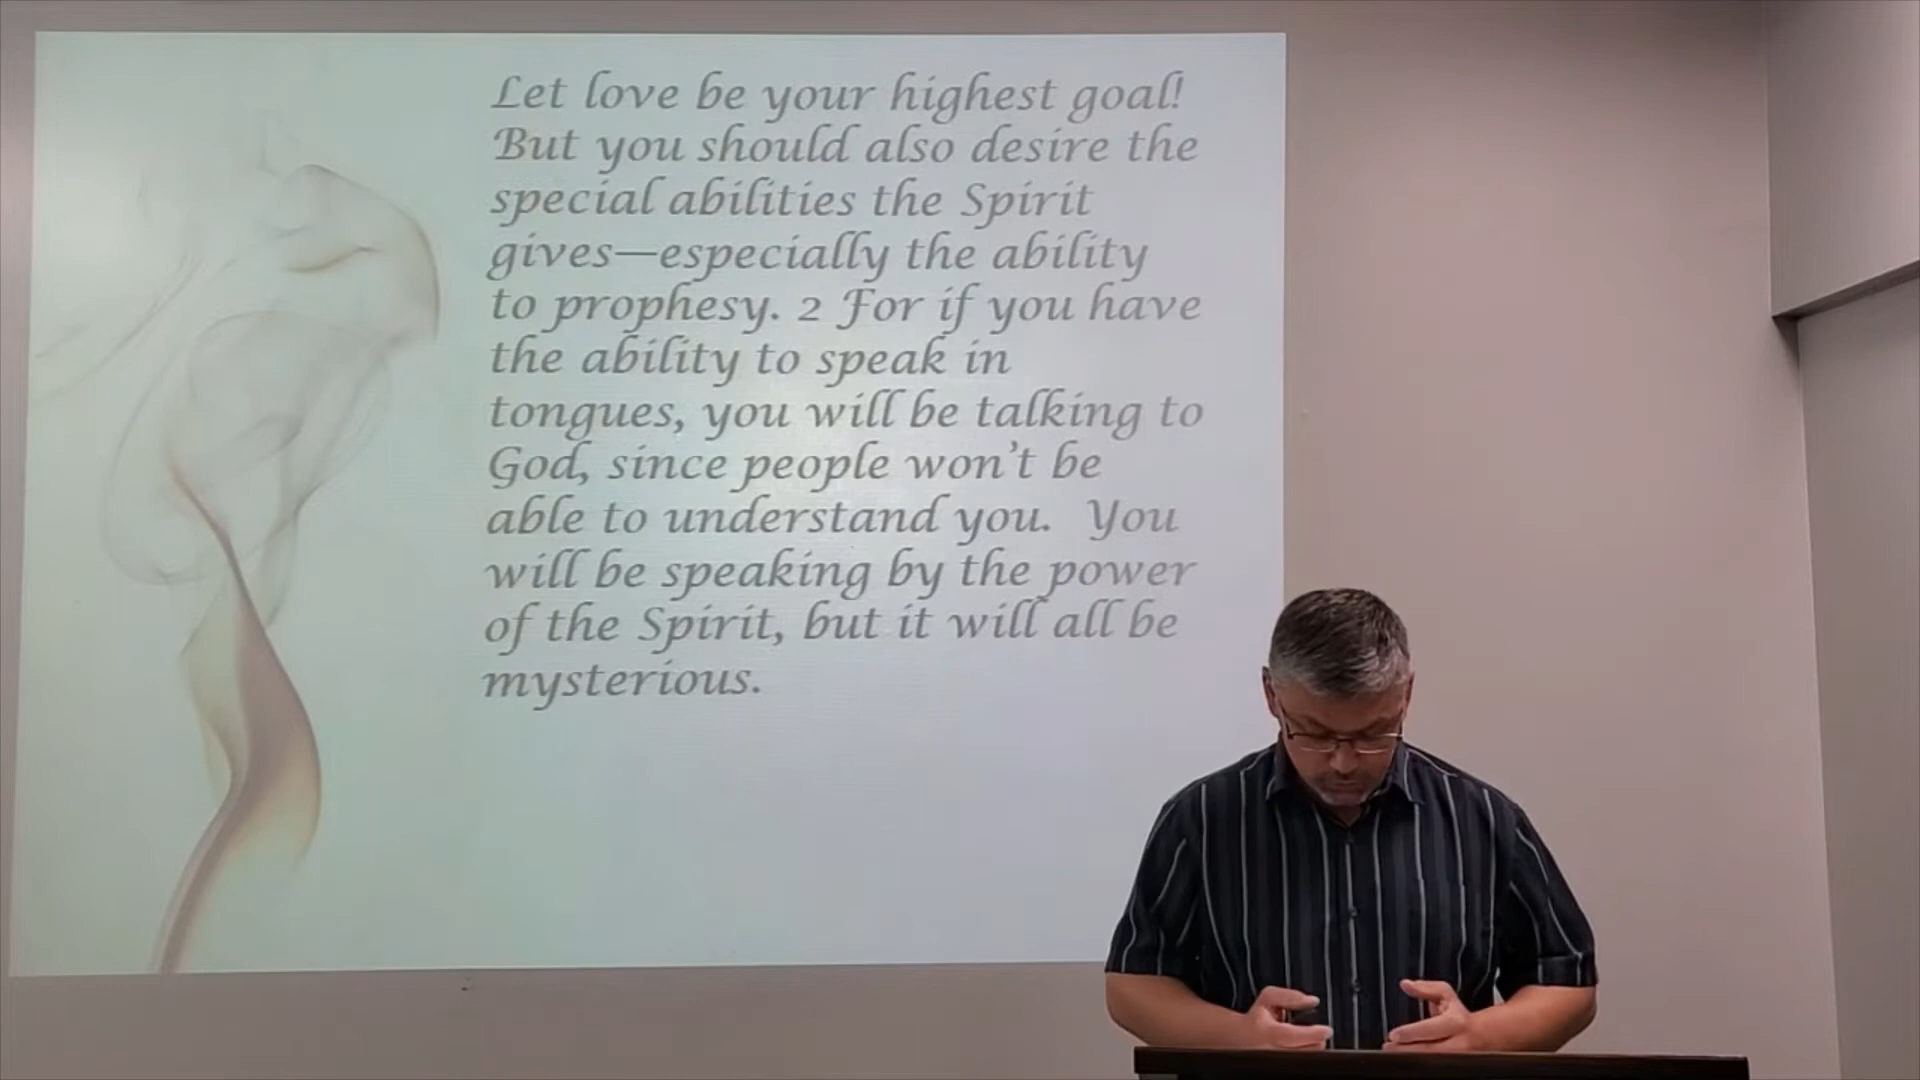 Let love be your highest goal!
But you should also desire the
special abilities the Spirit
gives—especially the ability
to prophesy. 2 For if you have
the ability to speak in
tongues, you will be talking to
God, since people won't be
able to understand you.  You
will be speaking by the power
of the Spirit, but it will all be
mysterious.